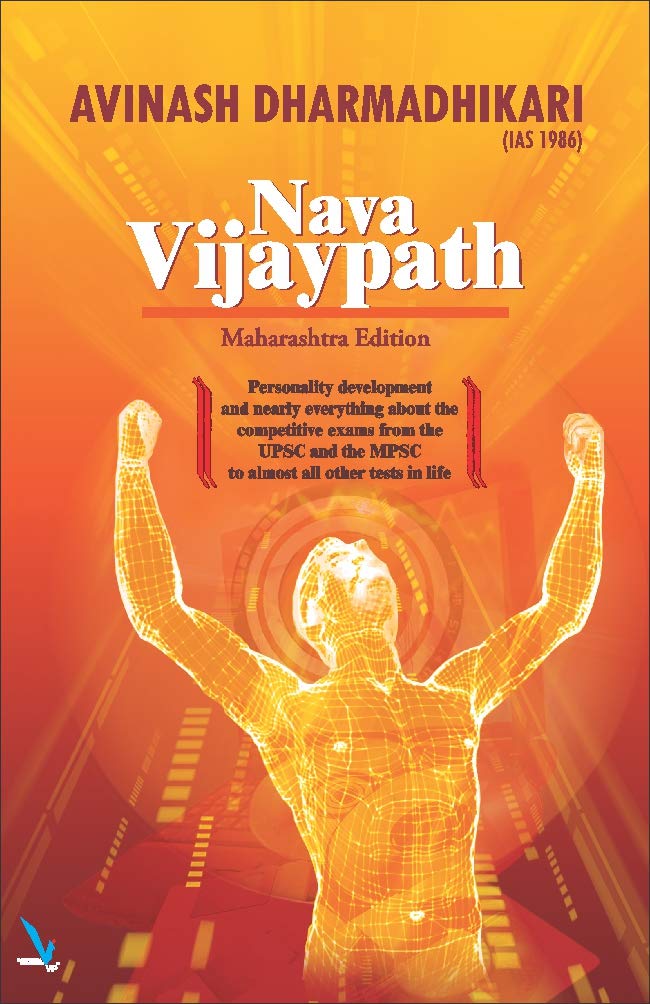 AVINASH DHARMADHIKARI
(IAS 1986)
Nava
Vijaypath
Maharashtra Edition
Personality development
and nearly everything about the
competitive exams from the
UPSC and the MPSC
to almost all other tests in life
VP